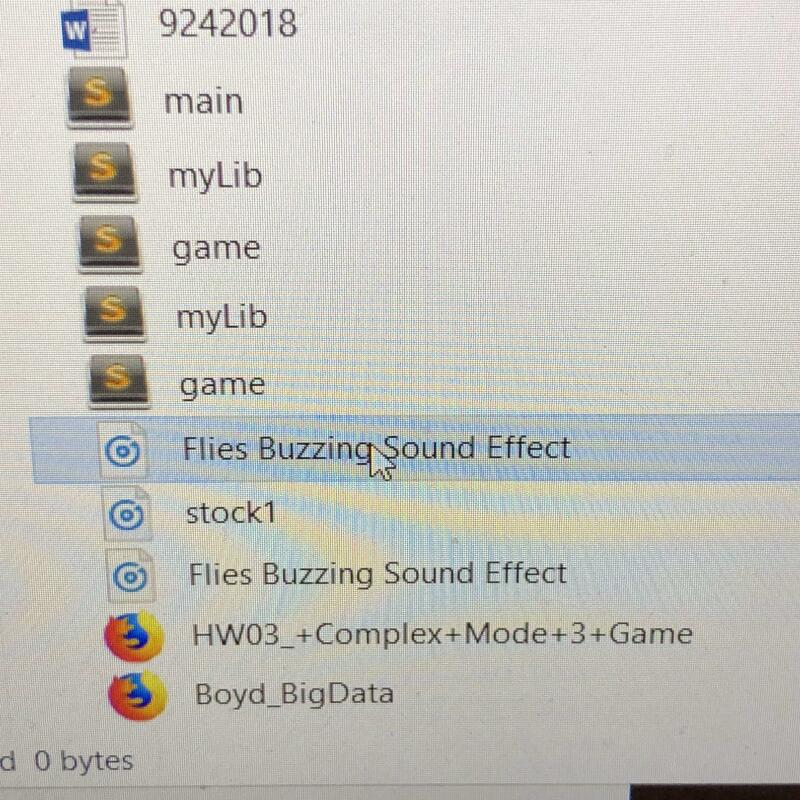 9242018
main
myLib
game
myLib
game
Flies Buzzing Sound Effect
stock1
Flies Buzzing Sound Effect
HW03_+Complex+Mode+3+Game
Boyd_BigData
d 0 bytes